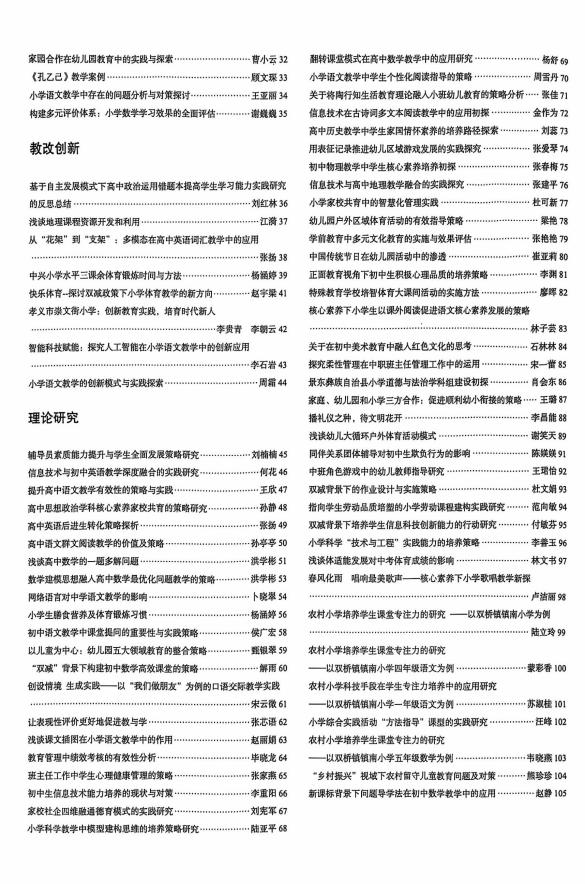 家园合作在幼儿园教育中的实践与探索……………………曹小云 32
《孔乙己》教学案例……………………顾文琛 33
小学语文教学中存在的问题分析与对策探讨……………………王亚丽 34
构建多元评价体系：小学数学学习效果的全面评估……………………谢巍巍 35
教改创新
基于自主发展模式下高中政治运用错题本提高学生学习能力实践研究
的反思总结……………………刘红林 36
浅谈地理课程资源开发和利用……………………江漪 37
从“花架”到“支架”：多模态在高中英语词汇教学中的应用
……………………张扬 38
中兴小学水平三课余体育锻炼时间与方法……………………杨骊婷 39
快乐体育--探讨双减政策下小学体育教学的新方向……………………赵宇梁 41
孝义市崇文街小学：创新教育实践，培育时代新人
……………………李贵青 李朝云 42
智能科技赋能：探究人工智能在小学语文教学中的创新应用
……………………李石岩 43
小学语文教学的创新模式与实践探索……………………周霜 44
理论研究
辅导员素质能力提升与学生全面发展策略研究……………………刘楠楠 45
信息技术与初中英语教学深度融合的实践研究……………………何花 46
提升高中语文教学有效性的策略与实践……………………王欣 47
高中思想政治学科核心素养家校共育的策略研究……………………孙静 48
高中英语后进生转化策略探析……………………张扬 49
高中语文群文阅读教学的价值及策略……………………孙亭亭 50
浅谈高中数学的一题多解问题……………………洪学彬 51
数学建模思想融入高中数学最优化问题教学的策略……………………洪学彬 53
网络语言对中学语文教学的影响……………………卜晓翠 54
小学生膳食营养及体育锻炼习惯……………………杨涵婷 56
初中语文教学中课堂提问的重要性与实践策略……………………侯广宏 58
以儿童为中心：幼儿园五大领域教育的整合策略……………………甄银翠 59
“双减”背景下构建初中数学高效课堂的策略……………………解雨 60
创设情境 生成实践——以“我们做朋友”为例的口语交际教学实践
……………………宋云微 61
让表现性评价更好地促进教与学……………………张芯语 62
浅谈课文插图在小学语文教学中的作用……………………赵丽娟 63
教育管理中绩效考核的有效性分析……………………毕晓龙 64
班主任工作中学生心理健康管理的策略……………………张家燕 65
初中生信息技术能力培养的现状与对策……………………李重阳 66
家校社企四维融通德育模式的实践研究……………………刘宪军 67
小学科学教学中模型建构思维的培养策略研究……………………陆亚平 68
翻转课堂模式在高中数学教学中的应用研究……………………杨舒 69
小学语文教学中学生个性化阅读指导的策略……………………周雪丹 70
关于将陶行知生活教育理论融入小班幼儿教育的策略分析……张佳 71
信息技术在古诗词多文本阅读教学中的应用初探……………………金作为 72
高中历史教学中学生家国情怀素养的培养路径探索……………………刘蕊 73
用表征记录推进幼儿区域游戏发展的实践探究……………………张爱琴 74
初中物理教学中学生核心素养培养初探……………………张春梅 75
信息技术与高中地理教学融合的实践探究……………………张建平 76
小学家校共育中的智慧化管理实践……………………杜可新 77
幼儿园户外区域体育活动的有效指导策略……………………梁艳 78
学前教育中多元文化教育的实施与效果评估……………………张艳艳 79
中国传统节日在幼儿园活动中的渗透……………………崔亚莉 80
正面教育视角下初中生积极心理品质的培养策略……………………李渊 81
特殊教育学校培智体育大课间活动的实施方法……………………廖晖 82
核心素养下小学生以课外阅读促进语文核心素养发展的策略
……………………林子芸 83
关于在初中美术教育中融入红色文化的思考……………………石林林 84
探究柔性管理在中职班主任管理工作中的运用……………………宋一蕾 85
景东彝族自治县小学道德与法治学科组建设初探……………………肖会东 86
家庭、幼儿园和小学三方合作：促进顺利幼小衔接的策略……王璐 87
播礼仪之种，待文明花开……………………李昌能 88
浅谈幼儿大循环户外体育活动模式……………………谢笑天 89
同伴关系团体辅导对初中生欺负行为的影响……………………陈媖媖 91
中班角色游戏中的幼儿教师指导研究……………………王瑁怡 92
双减背景下的作业设计与实施策略……………………杜文娟 93
指向学生劳动品质培塑的小学劳动课程建构实践研究……………………范向敏 94
双减背景下培养学生信息科技创新能力的行动研究……………………付敏芬 95
小学科学“技术与工程”实践能力的培养策略……………………李善玉 96
浅谈体适能发展对中考体育成绩的影响……………………林文书 97
春风化雨 唱响最美歌声——核心素养下小学歌唱教学新探
……………………卢洁丽 98
农村小学培养学生课堂专注力的研究 ——以双桥镇镇南小学为例
……………………陆立玲 99
农村小学培养学生课堂专注力的研究
——以双桥镇镇南小学四年级语文为例……………………蒙彩香 100
农村小学科技手段在学生专注力培养中的应用研究
——以双桥镇镇南小学一年级语文为例……………………苏淑桂 101
小学综合实践活动“方法指导”课型的实践研究……………………汪峰 102
农村小学培养学生课堂专注力的研究
——以双桥镇镇南小学五年级数学为例……………………韦晓燕 103
“乡村振兴”视域下农村留守儿童教育问题及对策……………………熊珍珍 104
新课标背景下问题导学法在初中数学教学中的应用……………………赵静 105